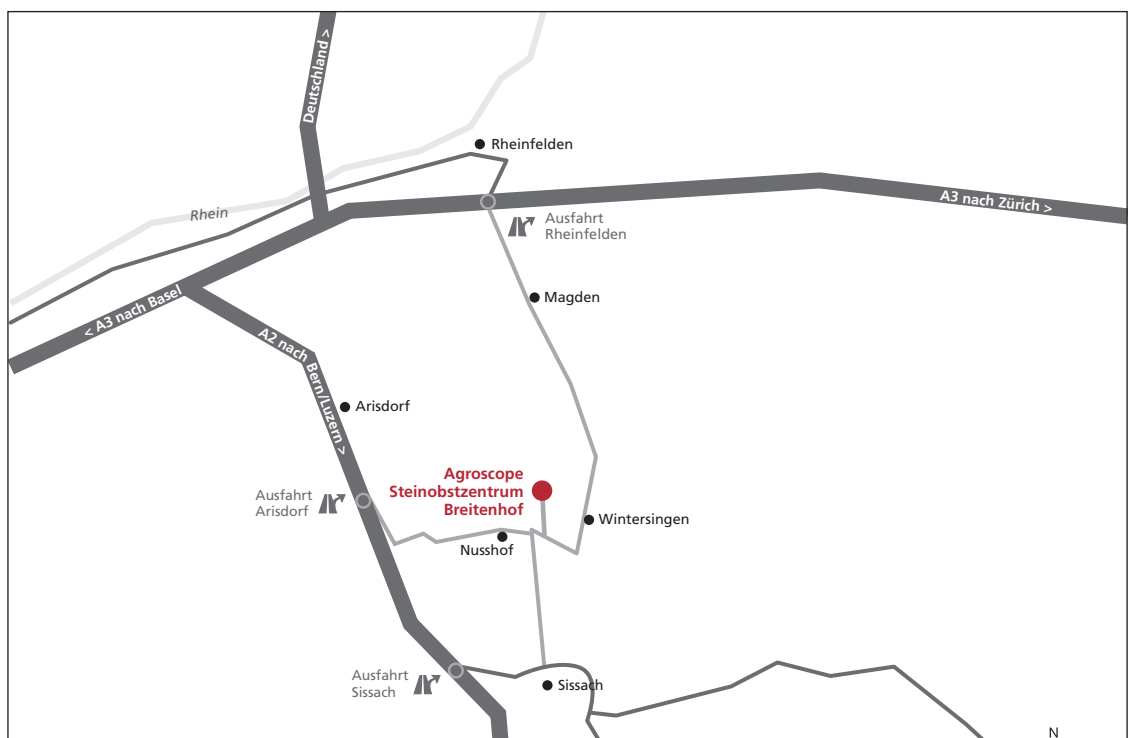 Deutschland >
Rheinfelden
A3 nach Zürich >
Rhein
Ausfahrt
Rheinfelden
Magden
< A3 nach Basel
A2 nach Bern/Luzern >
Arisdorf
Agroscope
Steinobstzentrum
Breitenhof
Ausfahrt
Arisdorf
Wintersingen
Nusshof
Ausfahrt
Sissach
Sissach
N